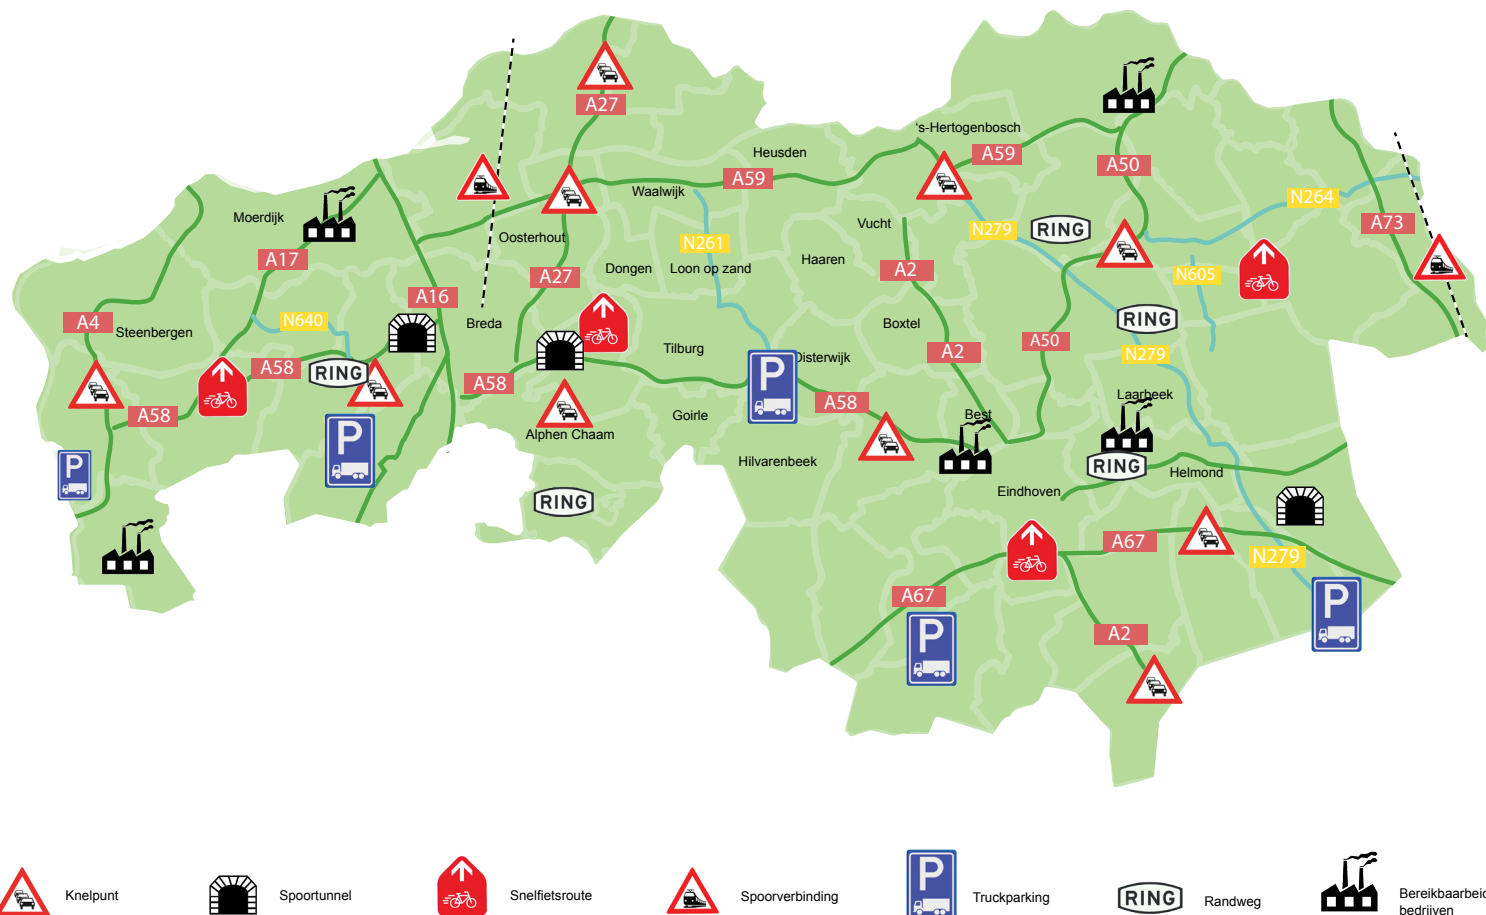 A27
's-Hertogenbosch
Heusden
A59
A50
A59
Waalwijk
N264
Moerdijk
Vucht
A73
N279
RING
Oosterhout
N261
A17
Haaren
Dongen
Loon op zand
A2
A27
N605
A16
N640
A4
Steenbergen
Breda
Boxtel
RING
A50
Tilburg
A2
N279
Oisterwijk
A58
RING
A58
P
A58
Laarbeek
A58
Goirle
Best
P
Alphen Chaam
P
Hilvarenbeek
RING
Helmond
Eindhoven
RING
A67
N279
A67
P
P
A2
P
Knelpunt
Spoortunnel
Snelfietsroute
Spoorverbinding
Truckparking
RING
Randweg
Bereikbaarheid
bedrijven